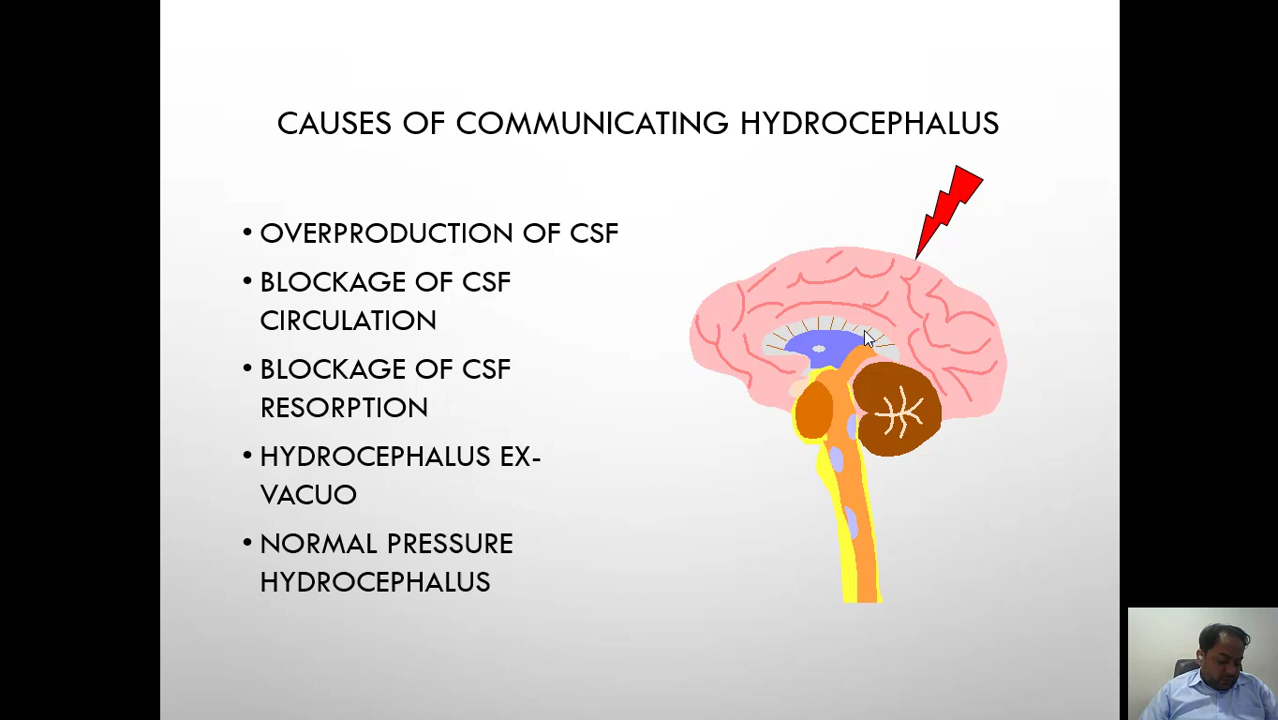 CAUSES OF COMMUNICATING HYDROCEPHALUS
• OVERPRODUCTION OF CSF
• BLOCKAGE OF CSF
CIRCULATION
• BLOCKAGE OF CSF
RESORPTION
• HYDROCEPHALUS EX-
VACUO
• NORMAL PRESSURE
HYDROCEPHALUS